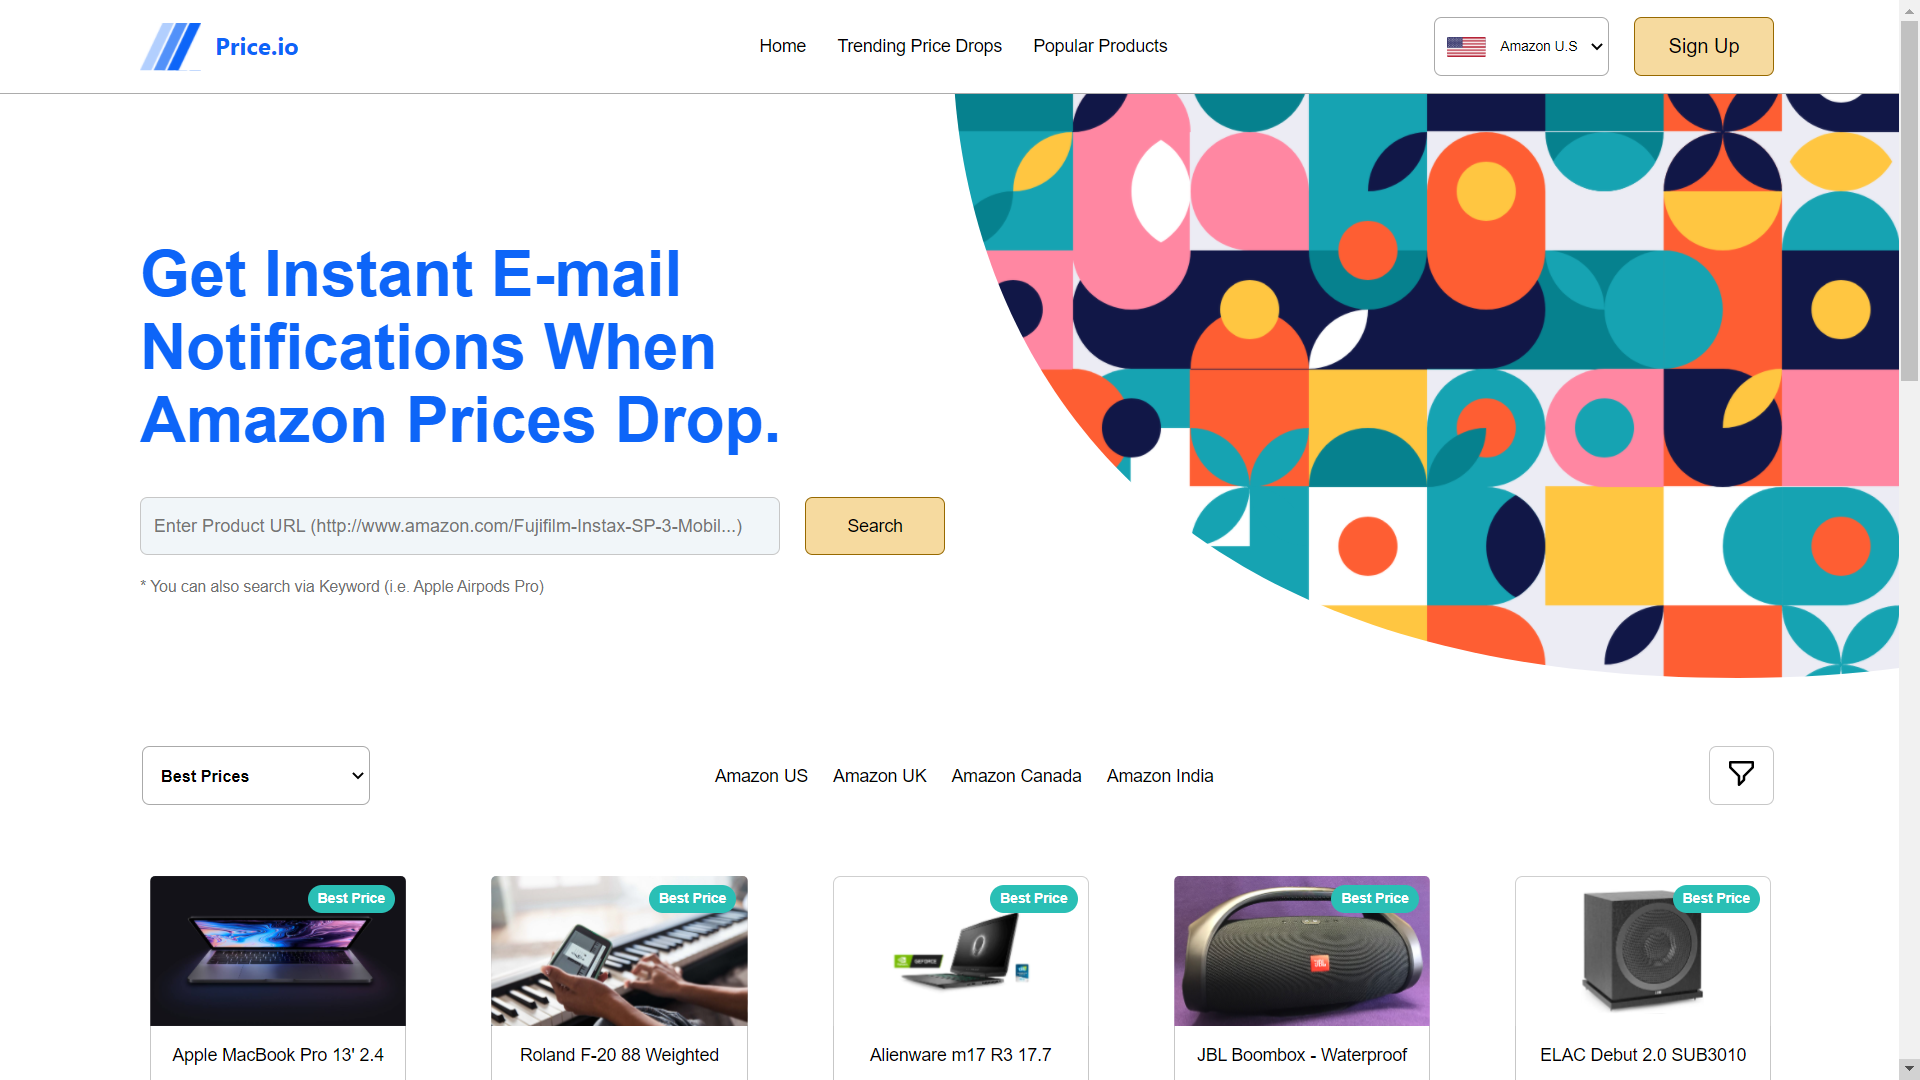 Price.io
Home
Trending Price Drops
Popular Products
Amazon U.S
Sign Up
Get Instant E-mail
Notifications When
Amazon Prices Drop.
Enter Product URL (http://www.amazon.com/Fujifilm-Instax-SP-3-Mobil...)
Search
* You can also search via Keyword (i.e. Apple Airpods Pro)
Best Prices
Amazon US
Amazon UK
Amazon Canada
Amazon India
Best Price
Best Price
Best Price
Best Price
Best Price
GEFORCE
JBL
Apple MacBook Pro 13' 2.4
Roland F-20 88 Weighted
Alienware m17 R3 17.7
JBL Boombox - Waterproof
ELAC Debut 2.0 SUB3010